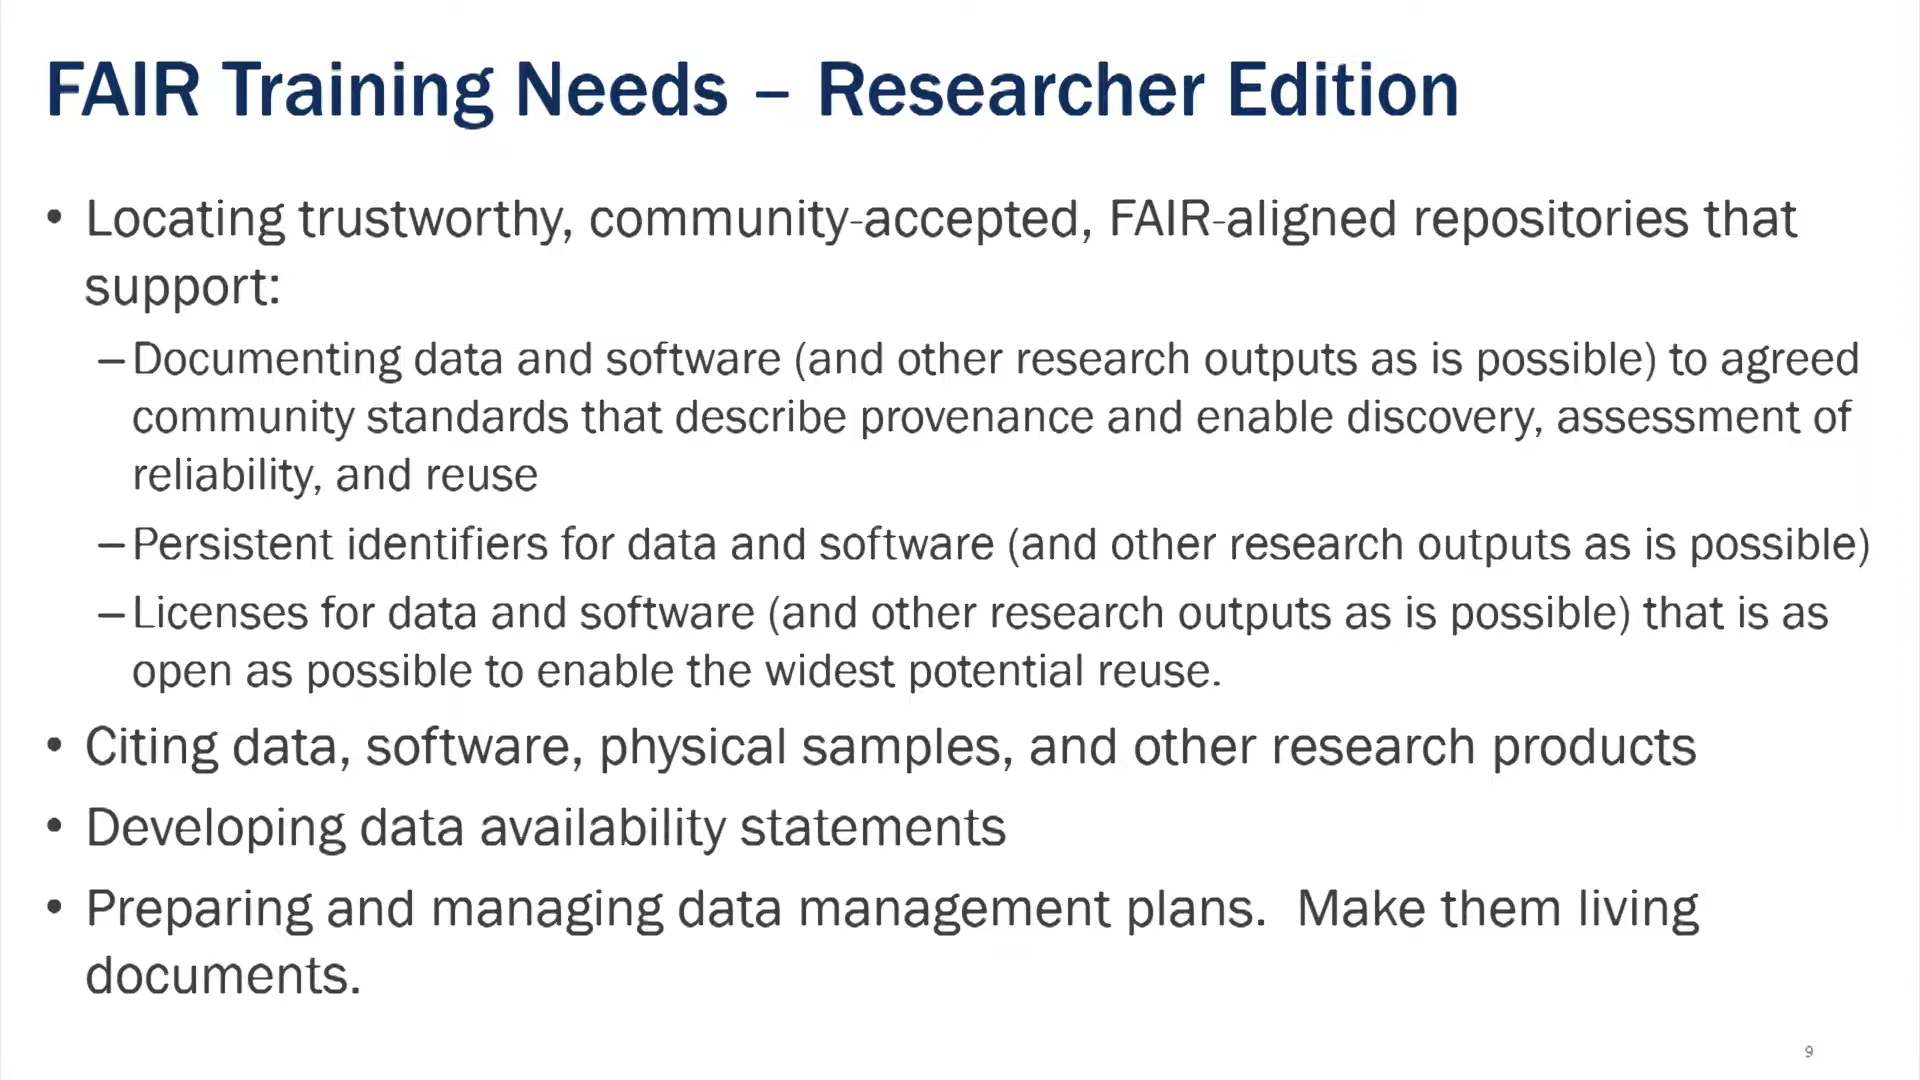 FAIR Training Needs – Researcher Edition
• Locating trustworthy, community-accepted, FAIR-aligned repositories that
support:
–Documenting data and software (and other research outputs as is possible) to agreed
community standards that describe provenance and enable discovery, assessment of
reliability, and reuse
–Persistent identifiers for data and software (and other research outputs as is possible)
–Licenses for data and software (and other research outputs as is possible) that is as
open as possible to enable the widest potential reuse.
• Citing data, software, physical samples, and other research products
• Developing data availability statements
• Preparing and managing data management plans.  Make them living
documents.
9